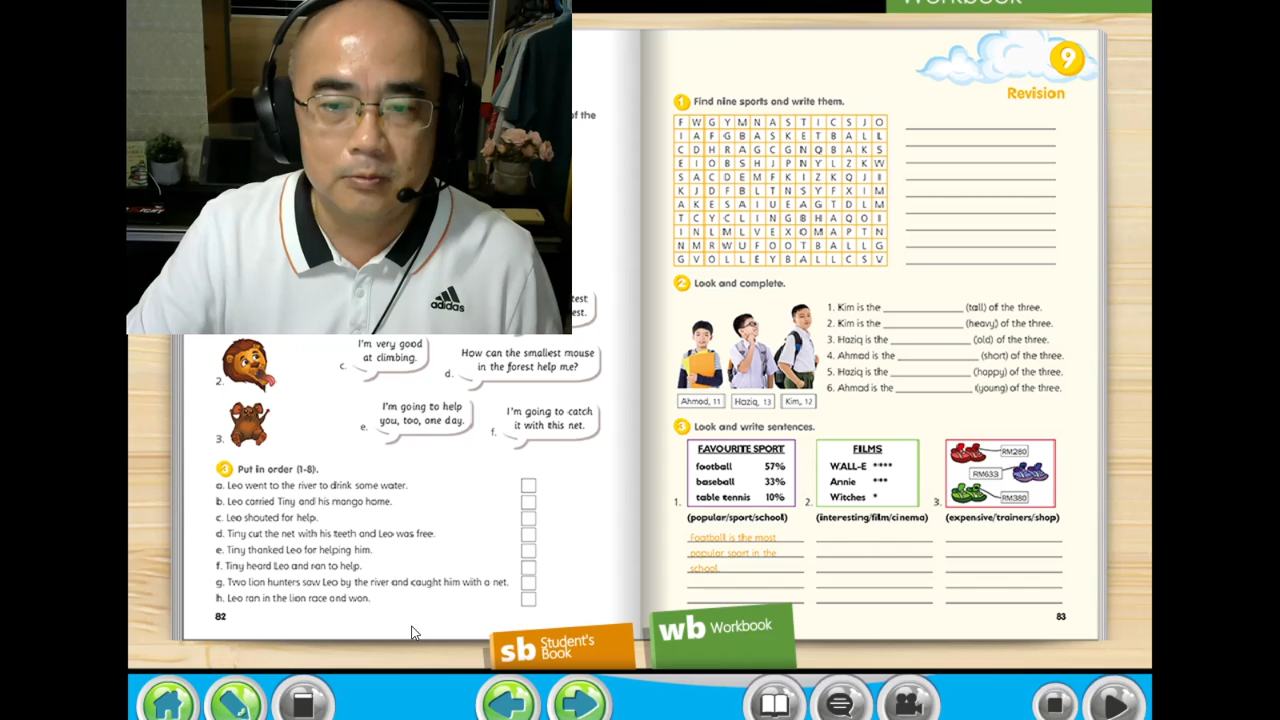 Workbook
of the
test
est.
I'm very good
at climbing.
c.
How can the smallest mouse
in the forest help me?
d.
2.
I'm going to help
you, too, one day.
e.
I'm going to catch
it with this net.
f.
3.
3 Put in order (1-8).
a. Leo went to the river to drink some water.
b. Leo carried Tiny and his mango home.
c. Leo shouted for help.
d. Tiny cut the net with his teeth and Leo was free.
e. Tiny thanked Leo for helping him.
f. Tiny heard Leo and ran to help.
g. Two lion hunters saw Leo by the river and caught him with a net.
h. Leo ran in the lion race and won.
82
9
Revision
1 Find nine sports and write them.
F W G Y M N A S T I C S J O
I A F G B A S K E T B A L L
C D H R A G C G N Q B A K S
E I O B S H J P N Y L Z K W
S A C D E M F K I Z K Q J I
K J D F B L T N S Y F X I M
A K E S A I U E A G T D L M
T C Y C L I N G B H A Q O I
I N L M L V E X O M A P T N
N M R W U F O O T B A L L G
G V O L L E Y B A L L C S V
2 Look and complete.
Ahmad, 11
Haziq, 13
Kim, 12
1. Kim is the ____________ (tall) of the three.
2. Kim is the ____________ (heavy) of the three.
3. Haziq is the ____________ (old) of the three.
4. Ahmad is the ____________ (short) of the three.
5. Haziq is the ____________ (happy) of the three.
6. Ahmad is the ____________ (young) of the three.
3 Look and write sentences.
1.
FAVOURITE SPORT
football 57%
baseball 33%
table tennis 10%
(popular/sport/school)
Football is the most
popular sport in the
school.
2.
FILMS
WALL-E ****
Annie ***
Witches *
(interesting/film/cinema)
3.
RM280
RM633
RM380
(expensive/trainers/shop)
83
sb Student's
Book
wb Workbook
adidas